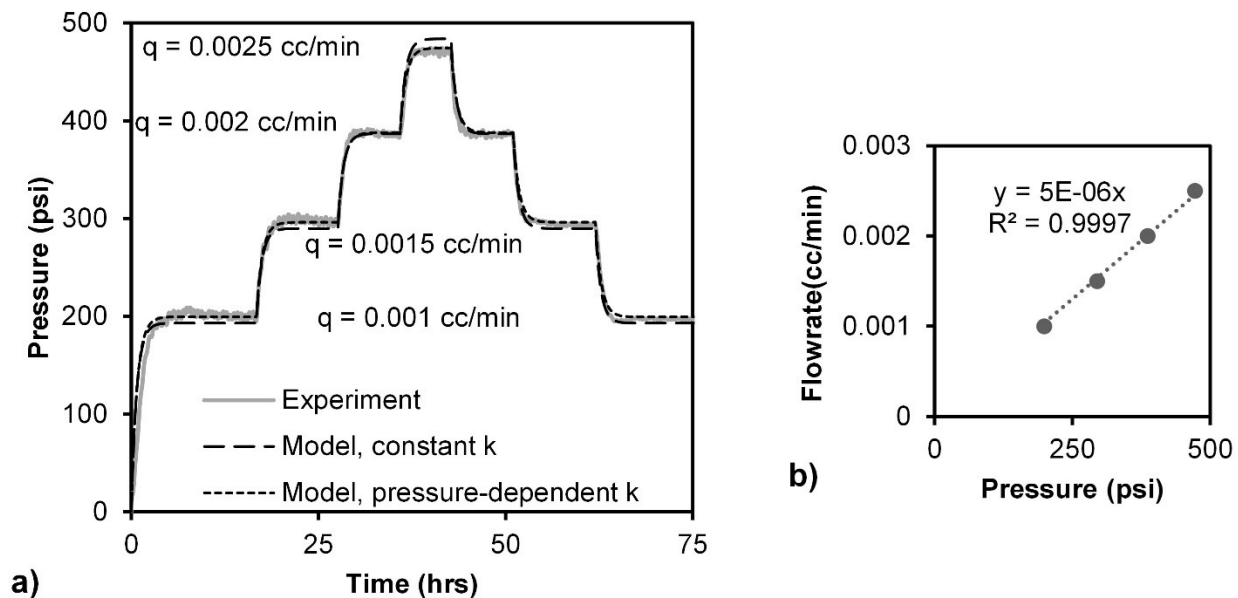 500
400
300
200
100
0
Pressure (psi)
q = 0.0025 cc/min
q = 0.002 cc/min
q = 0.0015 cc/min
q = 0.001 cc/min
Experiment
Model, constant k
Model, pressure-dependent k
0
25
50
75
Time (hrs)
a)
0.003
0.002
0.001
0
Flowrate(cc/min)
y = 5E-06x
R² = 0.9997
0
250
500
Pressure (psi)
b)